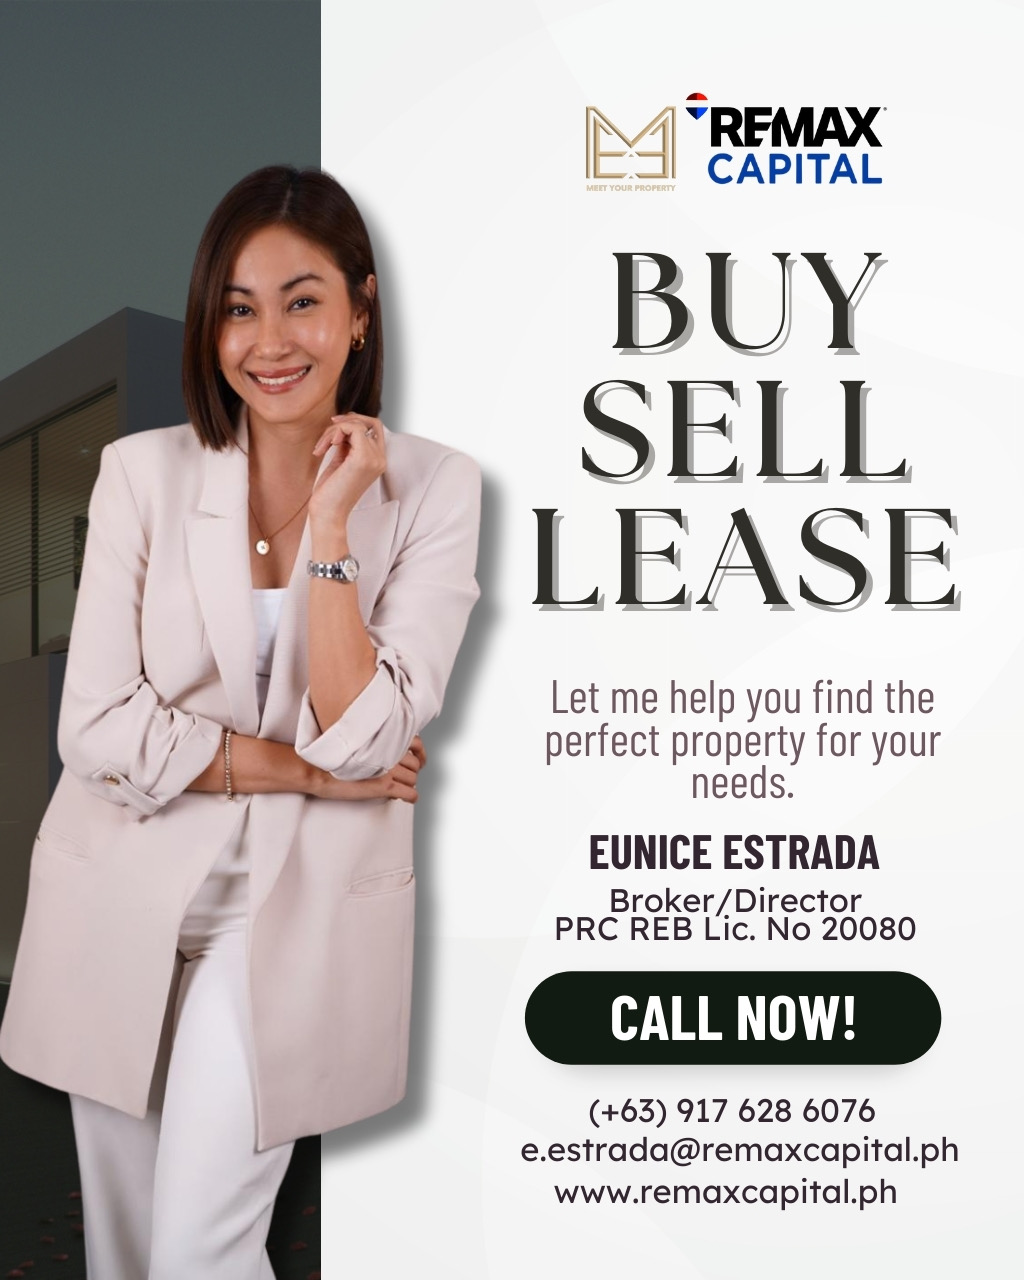 MEET YOUR PROPERTY
REMAX
CAPITAL
BUY
SELL
LEASE
Let me help you find the
perfect property for your
needs.
EUNICE ESTRADA
Broker/Director
PRC REB Lic. No 20080
CALL NOW!
(+63) 917 628 6076
e.estrada@remaxcapital.ph
www.remaxcapital.ph